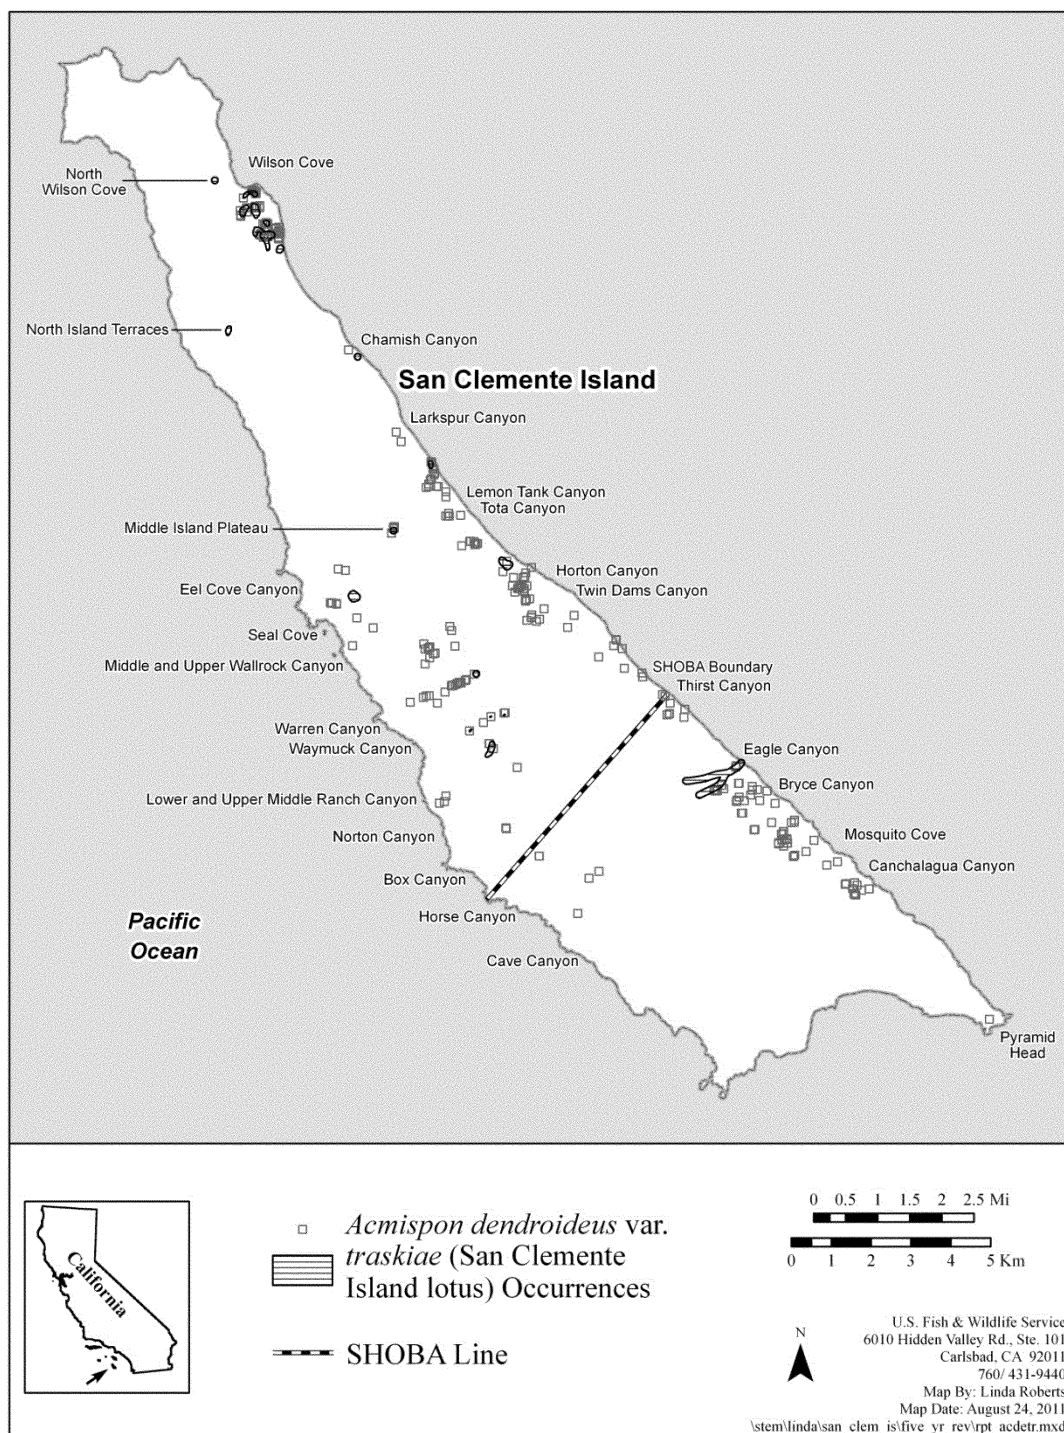 Wilson Cove
North
Wilson Cove
North Island Terraces
Chamish Canyon
San Clemente Island
Larkspur Canyon
Lemon Tank Canyon
Tota Canyon
Middle Island Plateau
Horton Canyon
Eel Cove Canyon
Twin Dams Canyon
Seal Cove
Middle and Upper Wallrock Canyon
SHOBA Boundary
Thirst Canyon
Warren Canyon
Waymuck Canyon
Eagle Canyon
Bryce Canyon
Lower and Upper Middle Ranch Canyon
Norton Canyon
Mosquito Cove
Canchalagua Canyon
Box Canyon
Horse Canyon
Pacific
Ocean
Cave Canyon
Pyramid
Head
California
Acmispon dendroideus var.
traskiae (San Clemente
Island lotus) Occurrences
SHOBA Line
0 0.5 1 1.5 2 2.5 Mi
0 1 2 3 4 5 Km
N
U.S. Fish & Wildlife Service
6010 Hidden Valley Rd., Ste. 101
Carlsbad, CA 92011
760/ 431-9440
Map By: Linda Roberts
Map Date: August 24, 2011
\stem\linda\san_clem_is\five_yr_rev\rpt_acdetr.mxd